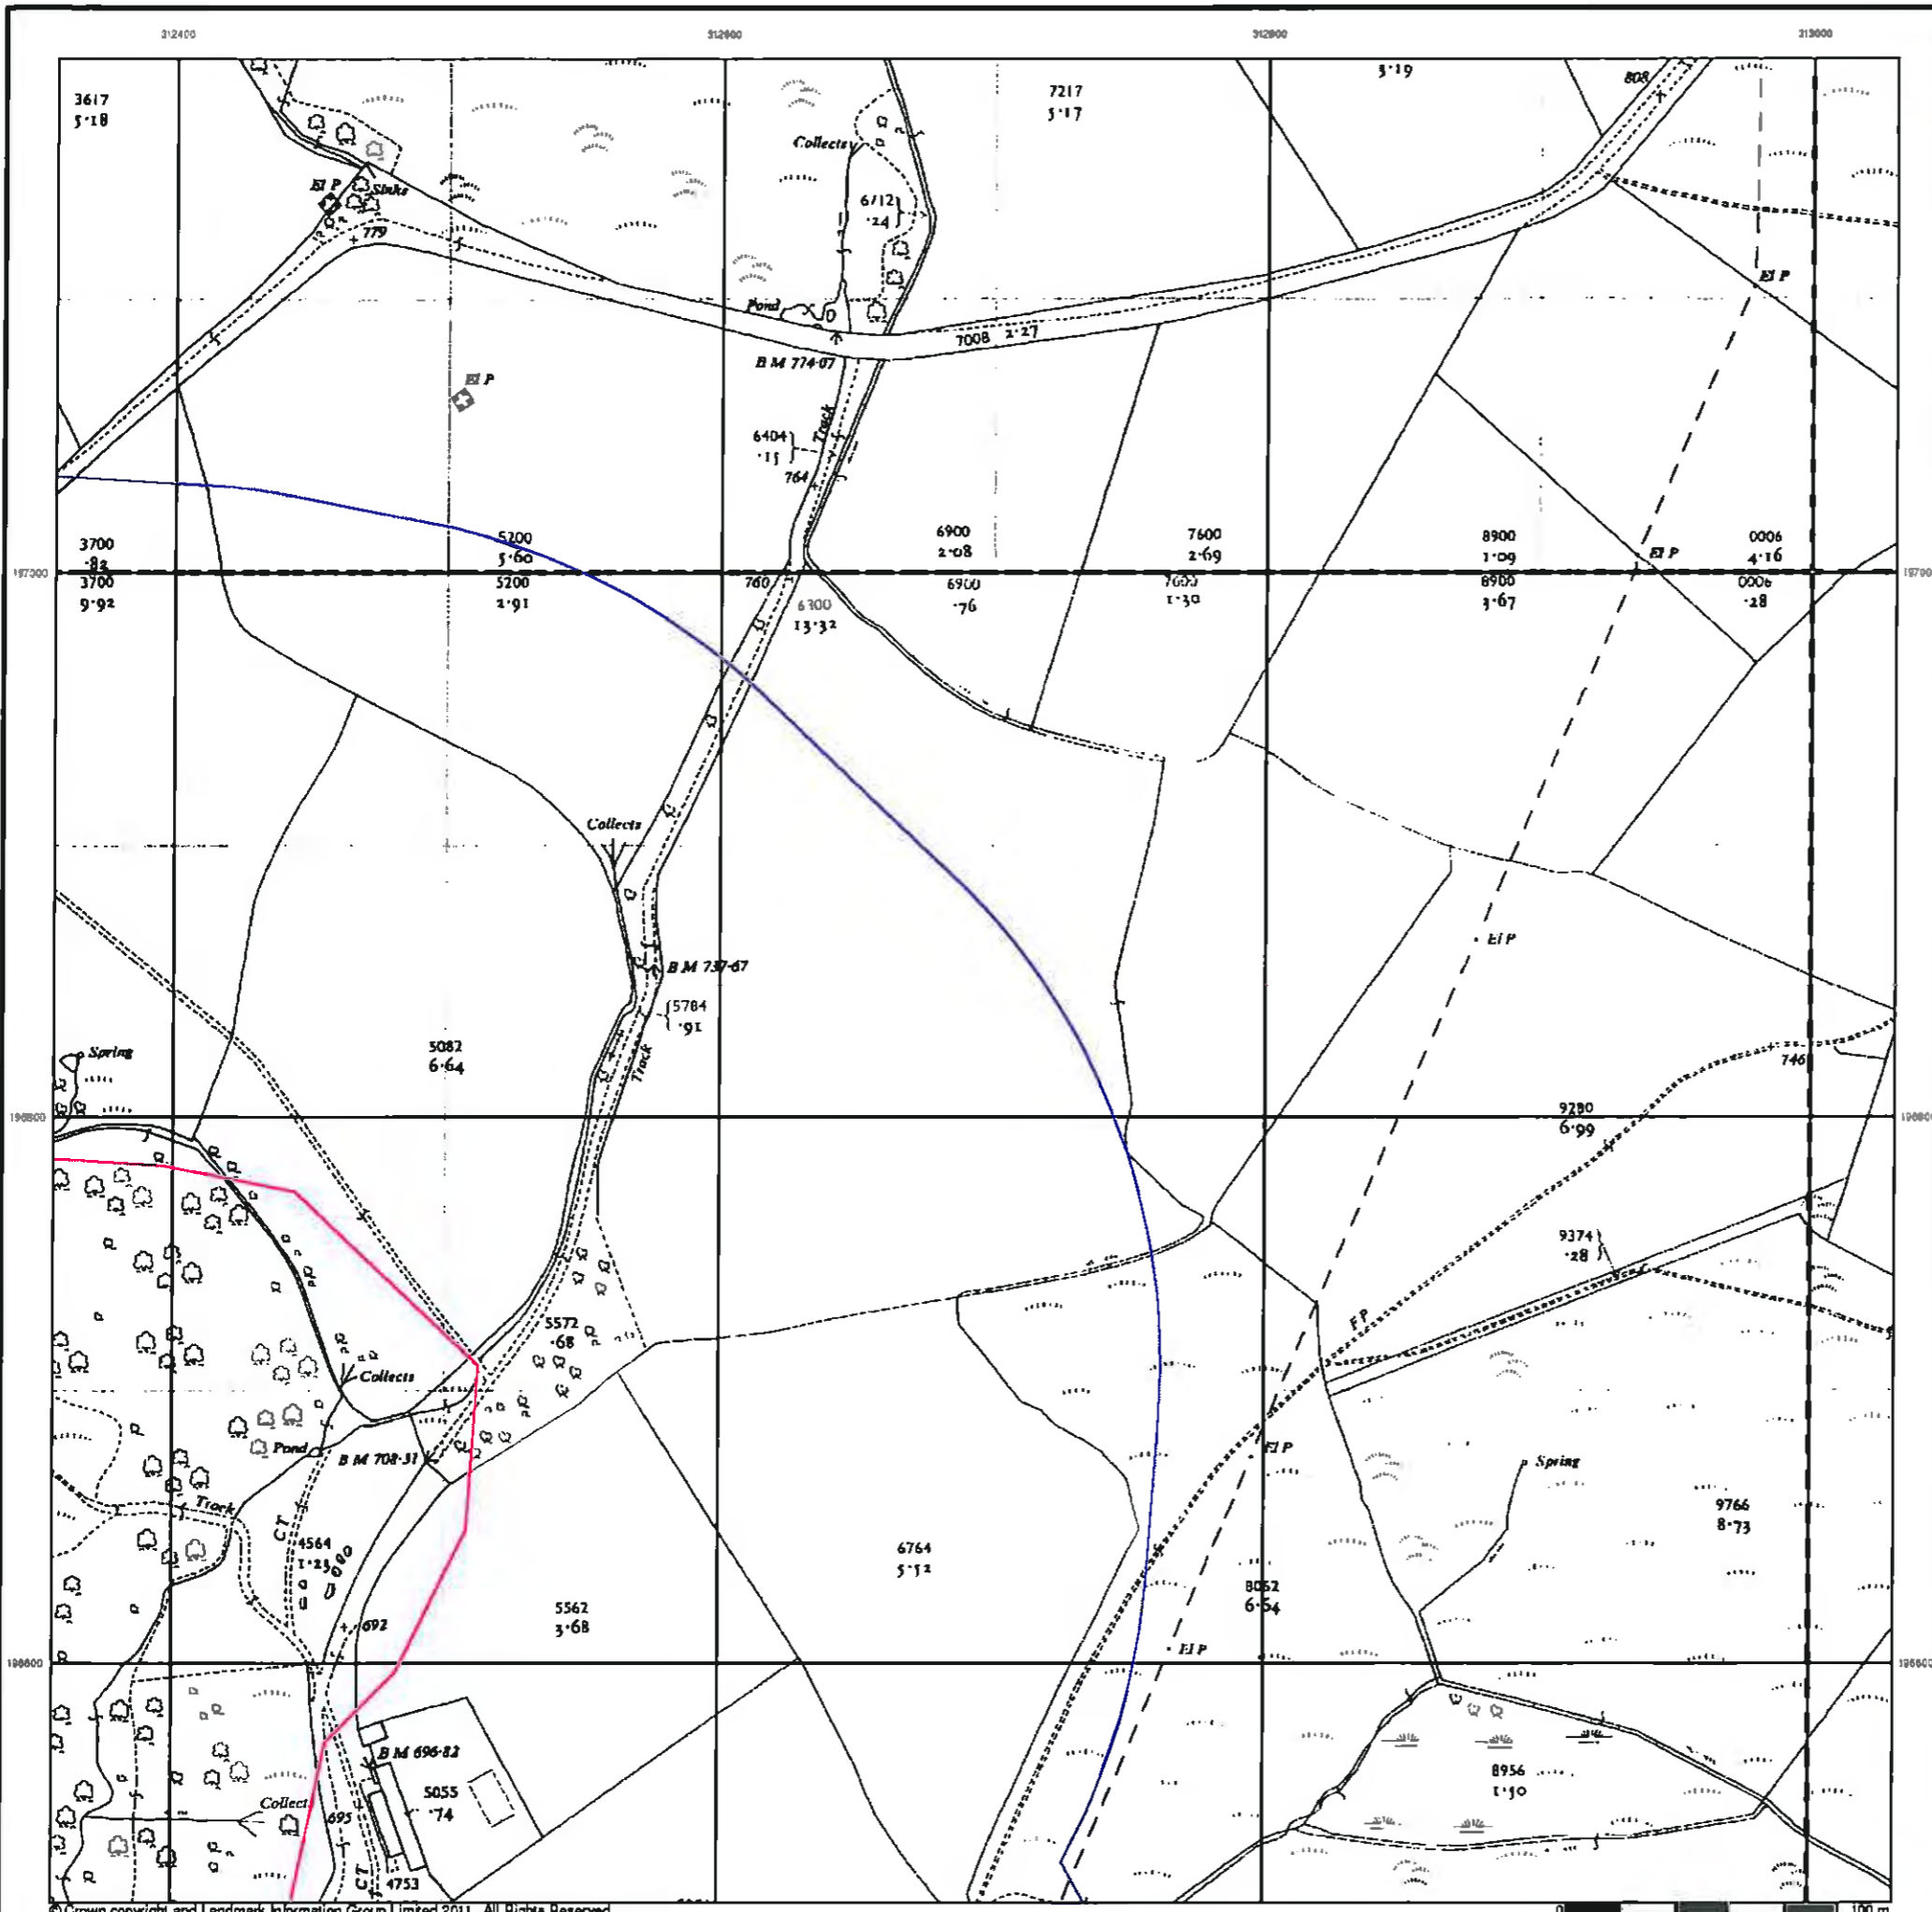 312400 312600 312800 313000
3617
5·18
7217
5·17
3·19
808
Collects
El P
Sinks
6/12
·24
779
El P
Pond
7008 2·27
B M 774·07
El P
Track
6404
·15
764
5200
5·60
6900
2·08
7600
2·69
8900
1·09
0006
4·16
El P
3700
·82
197000
3700
9·92
5200
2·91
760
6300
13·32
6900
·76
7600
1·30
8900
3·67
0006
·28
Collects
El P
B M 737·67
5784
·91
Track
Spring
5082
6·64
746
196800
9280
6·99
9374
·28
F P
5572
·68
Collects
Pond
B M 708·31
El P
Spring
Track
C T
4564
1·23
9766
8·73
6764
5·52
8062
6·54
5562
3·68
692
El P
196600
196600
B M 696·82
5055
·74
8956
1·50
Collect
695
C T
4753
© Crown copyright and Landmark Information Group Limited 2011. All Rights Reserved
0 100 m